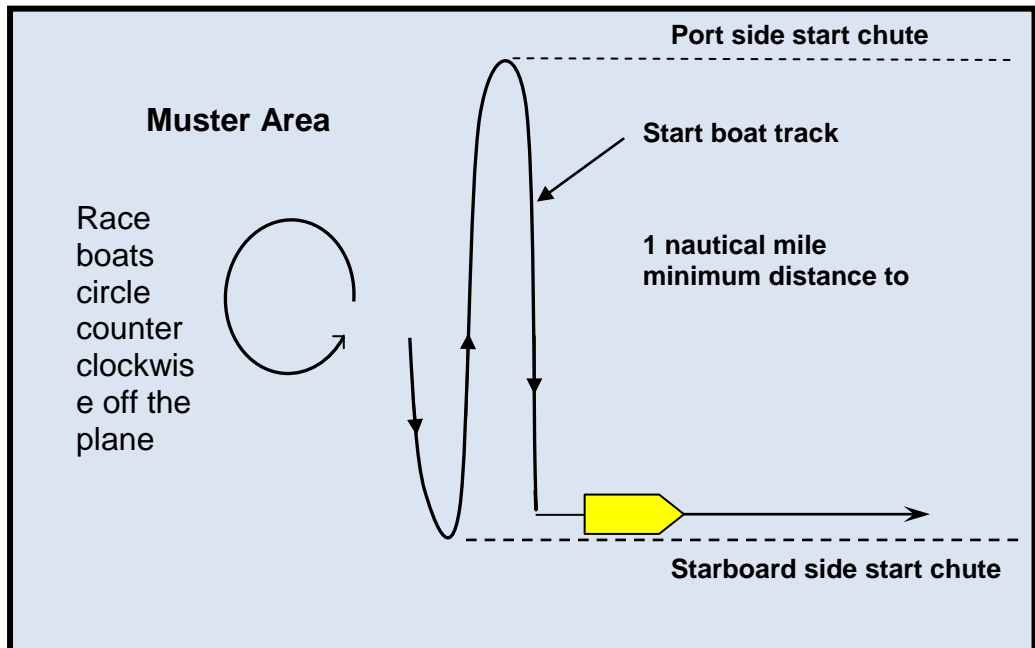 Port side start chute
Muster Area
Start boat track
Race
boats
circle
counter
clockwis
e off the
plane
1 nautical mile
minimum distance to
Starboard side start chute